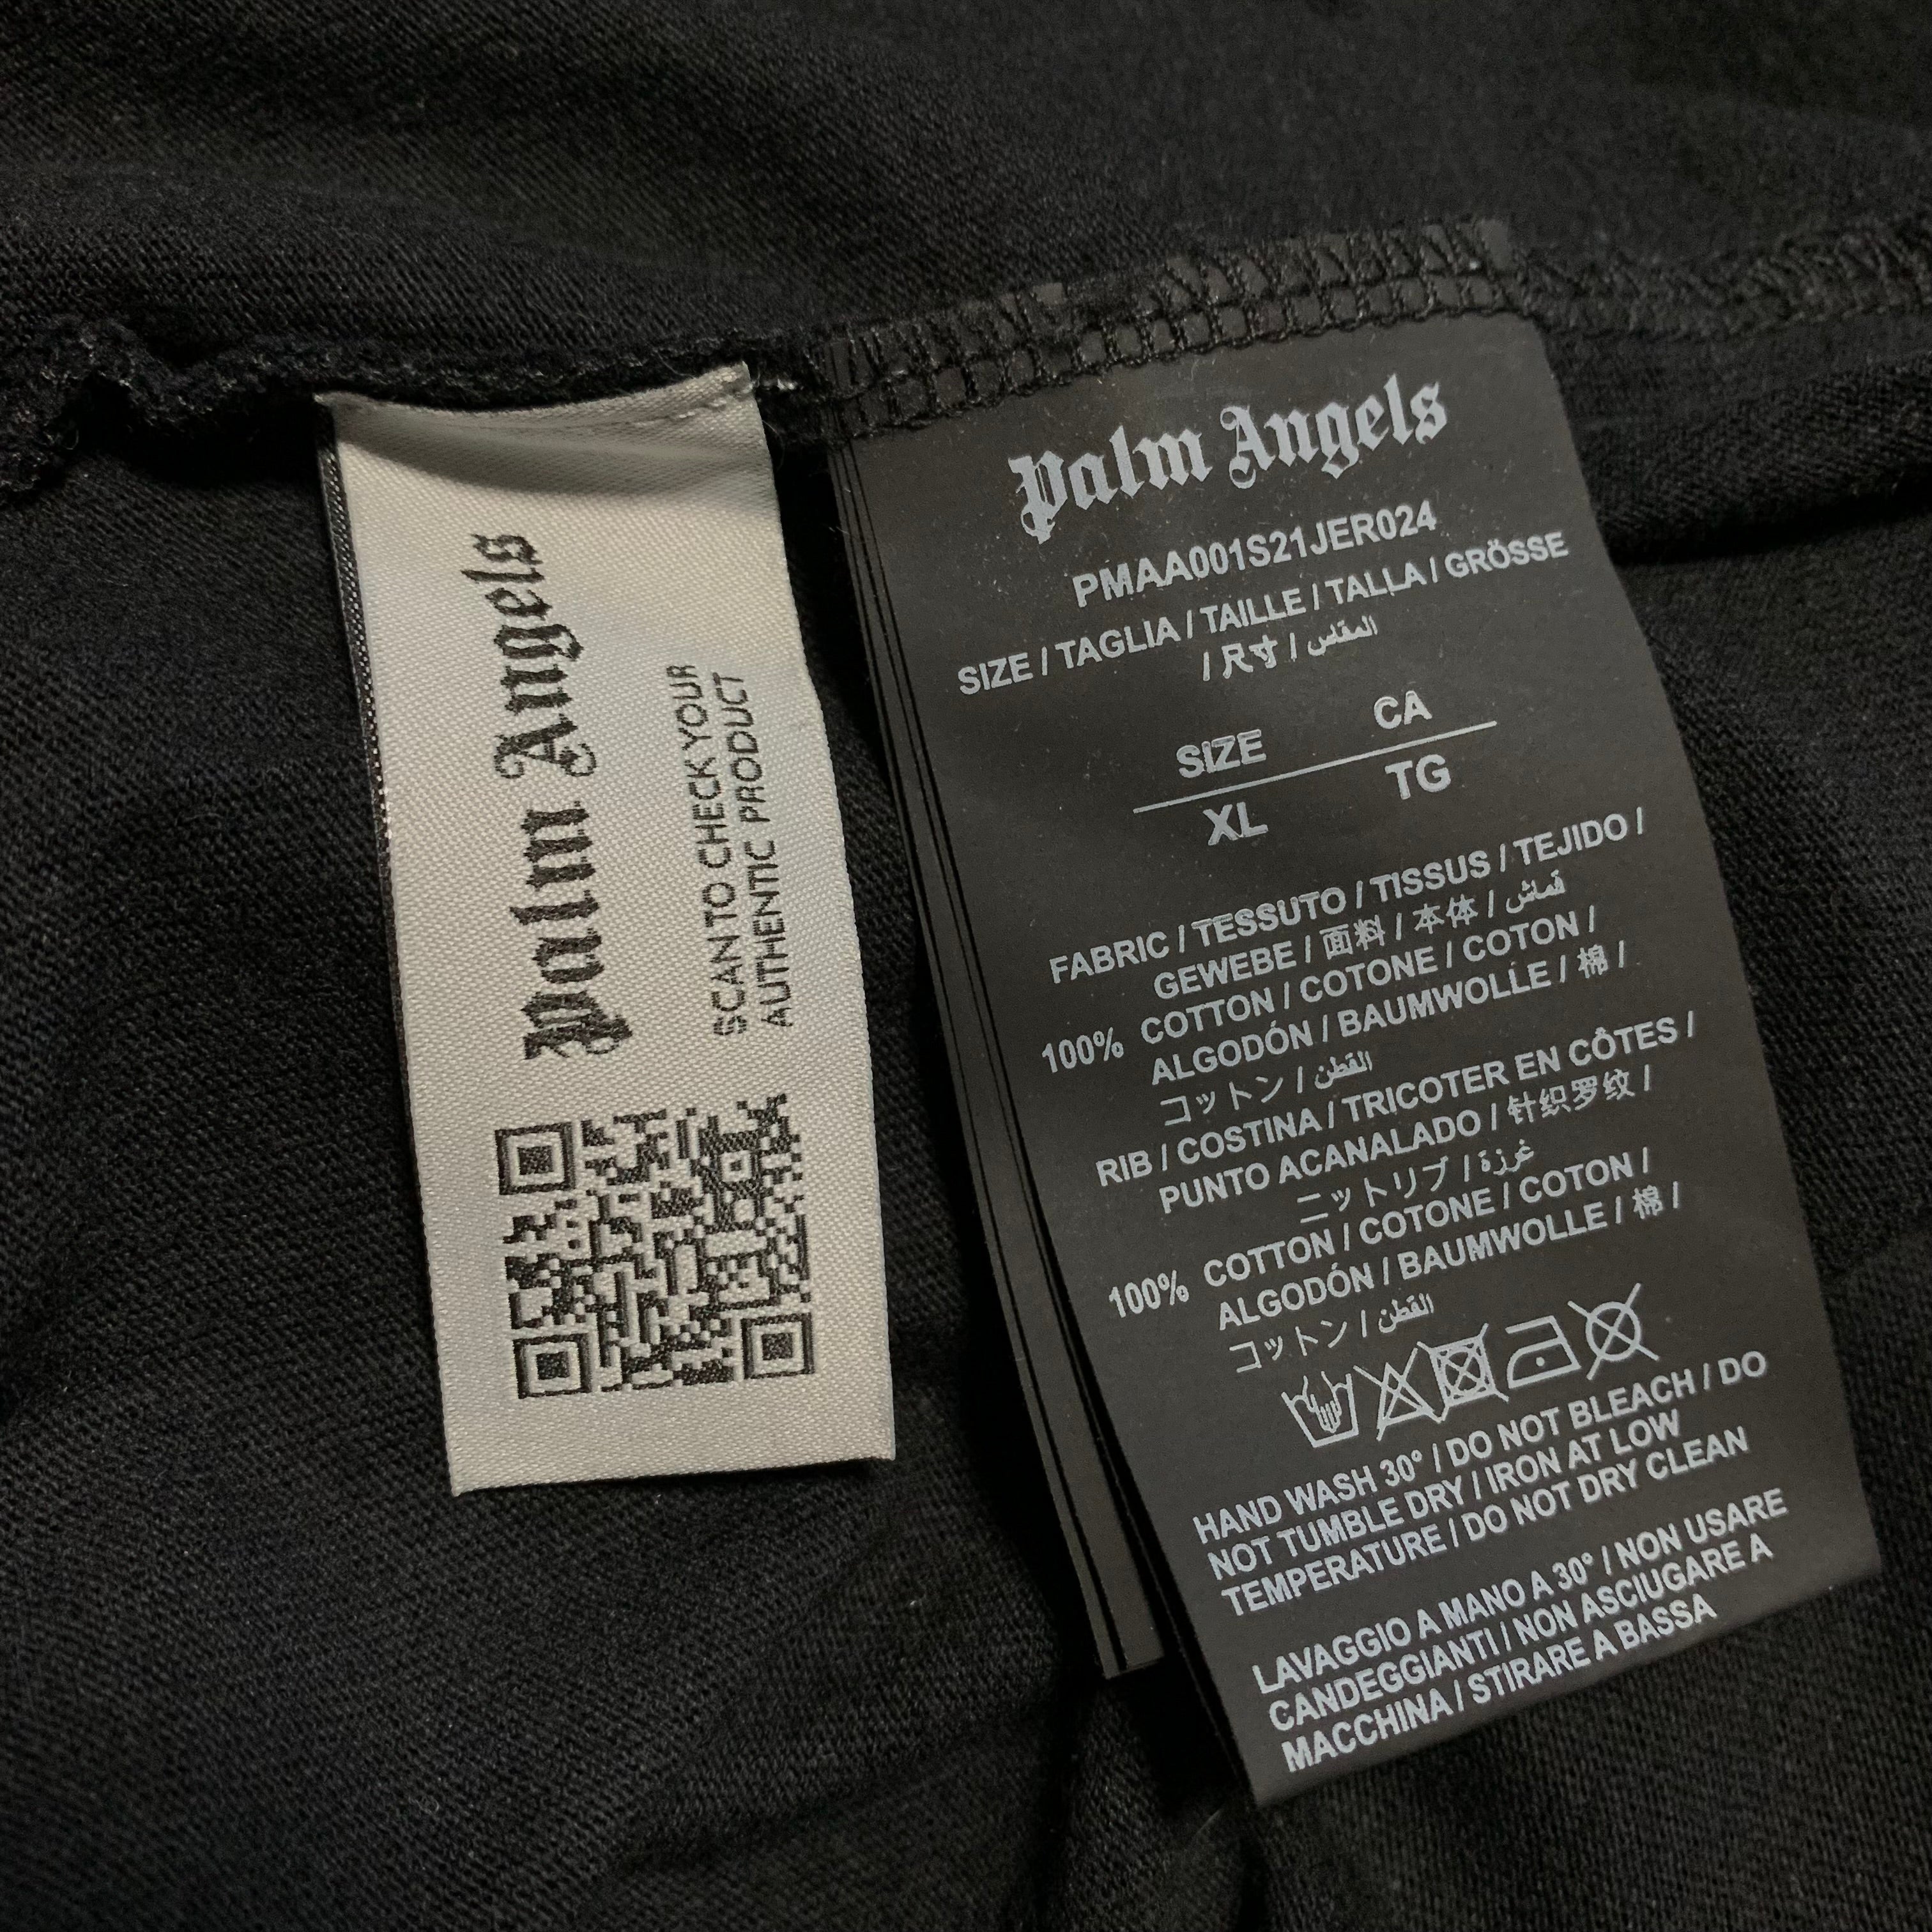 Palm Angels
SCAN TO CHECK YOUR
AUTHENTIC PRODUCT
Palm Angels
PMAA001S21JER024
SIZE / TAGLIA / TAILLE / TALLA / GRÖSSE
/ 尺寸 / المقاس
SIZE CA
XL TG
FABRIC / TESSUTO / TISSUS / TEJIDO /
GEWEBE / 面料 / 本体 / قماش
100% COTTON / COTONE / COTON /
ALGODÓN / BAUMWOLLE / 棉 /
コットン / القطن
RIB / COSTINA / TRICOTER EN CÔTES /
PUNTO ACANALADO / 针织罗纹 /
ニットリブ / غرزة
100% COTTON / COTONE / COTON /
ALGODÓN / BAUMWOLLE / 棉 /
コットン / القطن
HAND WASH 30° / DO NOT BLEACH / DO
NOT TUMBLE DRY / IRON AT LOW
TEMPERATURE / DO NOT DRY CLEAN
LAVAGGIO A MANO A 30° / NON USARE
CANDEGGIANTI / NON ASCIUGARE A
MACCHINA / STIRARE A BASSA